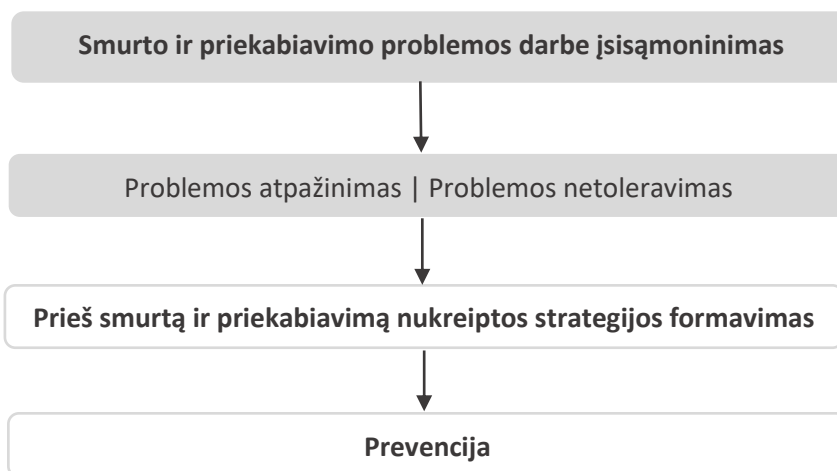 Smurto ir priekabiavimo problemos darbe įsisąmoninimas
Problemos atpažinimas | Problemos netoleravimas
Prieš smurtą ir priekabiavimą nukreiptos strategijos formavimas
Prevencija